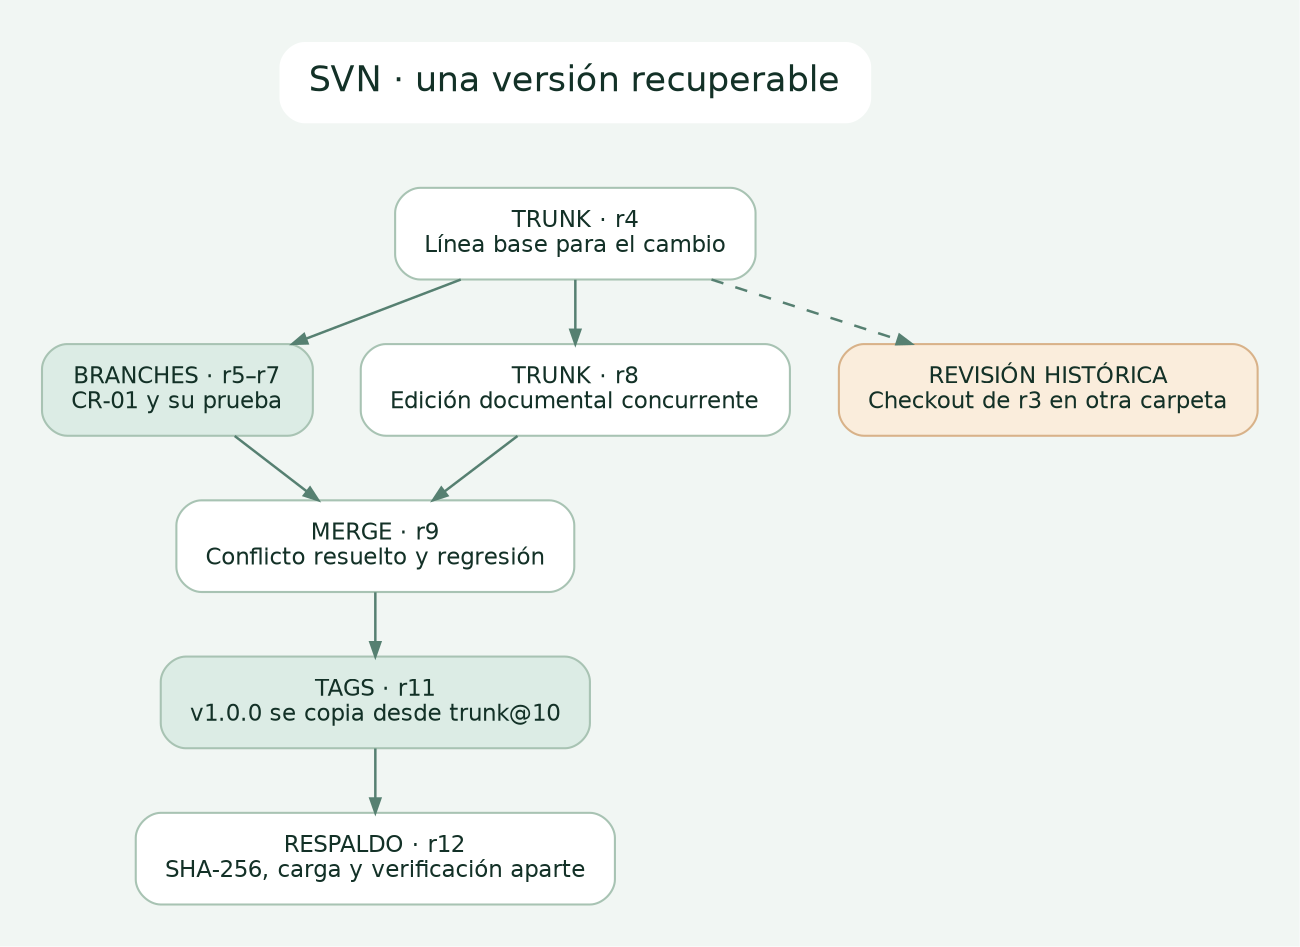 SVN · una versión recuperable
TRUNK · r4
Línea base para el cambio
BRANCHES · r5–r7
CR-01 y su prueba
TRUNK · r8
Edición documental concurrente
REVISIÓN HISTÓRICA
Checkout de r3 en otra carpeta
MERGE · r9
Conflicto resuelto y regresión
TAGS · r11
v1.0.0 se copia desde trunk@10
RESPALDO · r12
SHA-256, carga y verificación aparte